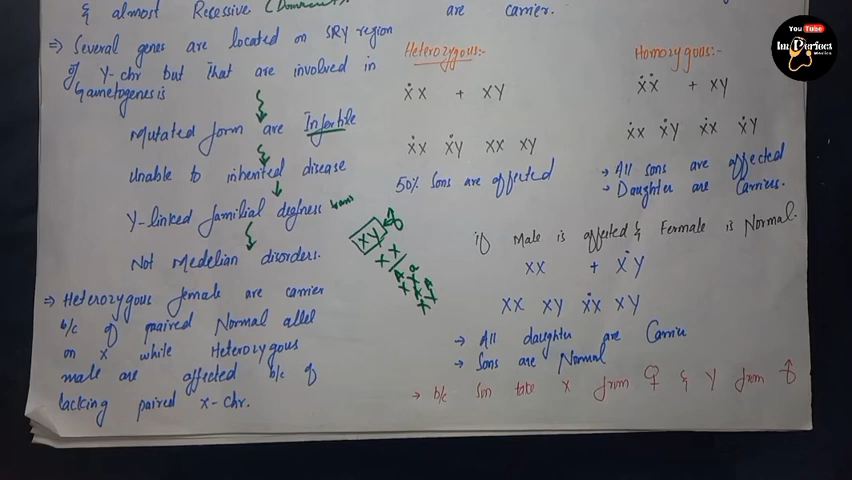 & almost Recessive (Dominant
⇒ Several genes are located on SRY region
of Y-chr but that are involved in
Gametogenesis
Mutated form are Infertile
Unable to inherited disease
Y-linked familial deafness
Not Medelian disorders.
⇒ Heterozygous female are carrier
b/c of paired Normal allel
on X while Heterozygous
male are affected b/c of
lacking paired X-chr.
XY
are carrier.
Heterozygous:-
ẊX + XY
ẊX ẊY XX XY
50% Sons are affected
Homozygous:-
ẊẊ + XY
ẊX ẊY ẊX ẊY
→ All sons are affected
→ Daughter are Carriers.
if Male is affected & Fermale is Normal.
XX + ẊY
XX XY ẊX XY
→ All daughter are Carrier
→ Sons are Normal
→ b/c Son take X from ♀ & Y from ♂
YouTube